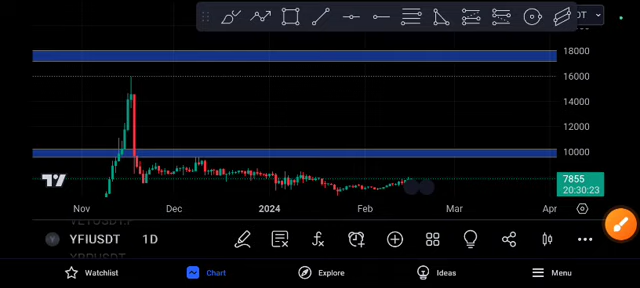 DT
18000
16000
14000
12000
10000
7855
20:30:23
Nov Dec 2024 Feb Mar Apr
YFIUSDT 1D
Watchlist Chart Explore Ideas Menu